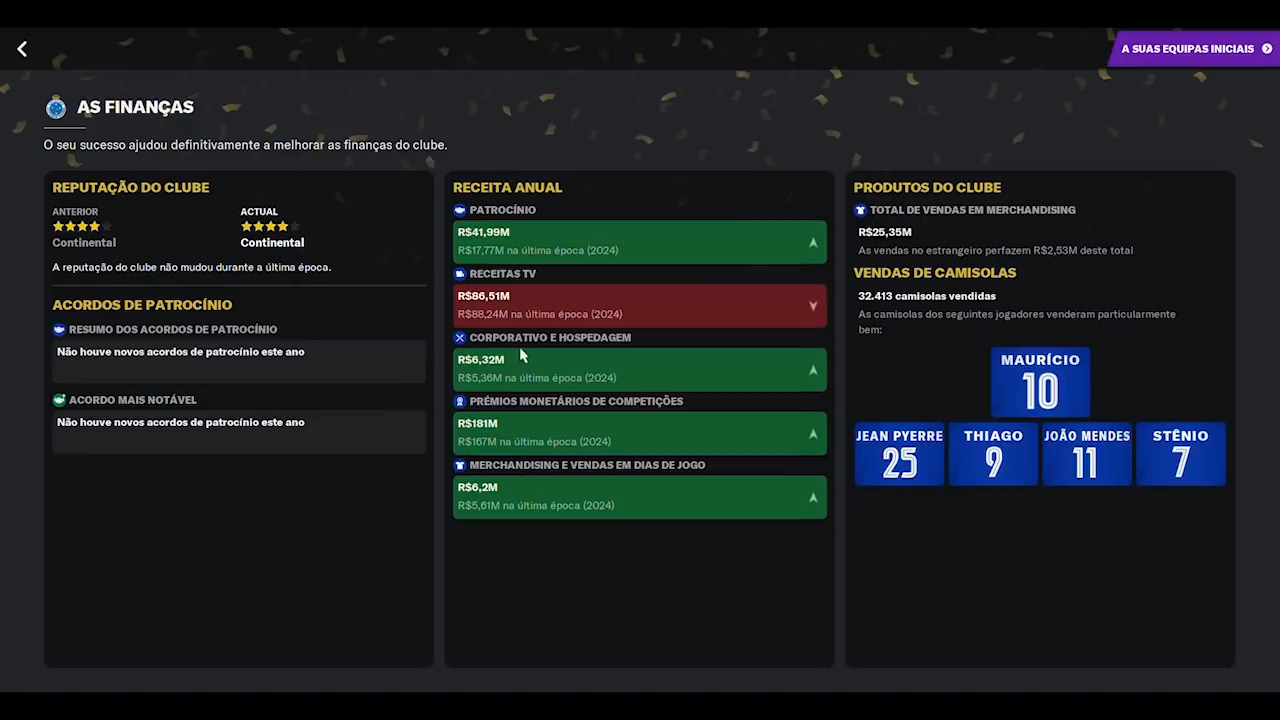 A SUAS EQUIPAS INICIAIS
AS FINANÇAS
O seu sucesso ajudou definitivamente a melhorar as finanças do clube.
REPUTAÇÃO DO CLUBE
ANTERIOR
ACTUAL
Continental
Continental
A reputação do clube não mudou durante a última época.
ACORDOS DE PATROCÍNIO
RESUMO DOS ACORDOS DE PATROCÍNIO
Não houve novos acordos de patrocínio este ano
ACORDO MAIS NOTÁVEL
Não houve novos acordos de patrocínio este ano
RECEITA ANUAL
PATROCÍNIO
R$41,99M
R$17,77M na última época (2024)
RECEITAS TV
R$86,51M
R$88,24M na última época (2024)
CORPORATIVO E HOSPEDAGEM
R$6,32M
R$5,36M na última época (2024)
PRÉMIOS MONETÁRIOS DE COMPETIÇÕES
R$181M
R$167M na última época (2024)
MERCHANDISING E VENDAS EM DIAS DE JOGO
R$6,2M
R$5,61M na última época (2024)
PRODUTOS DO CLUBE
TOTAL DE VENDAS EM MERCHANDISING
R$25,35M
As vendas no estrangeiro perfazem R$2,53M deste total
VENDAS DE CAMISOLAS
32.413 camisolas vendidas
As camisolas dos seguintes jogadores venderam particularmente
bem:
MAURÍCIO
10
JEAN PYERRE
25
THIAGO
9
JOÃO MENDES
11
STÊNIO
7